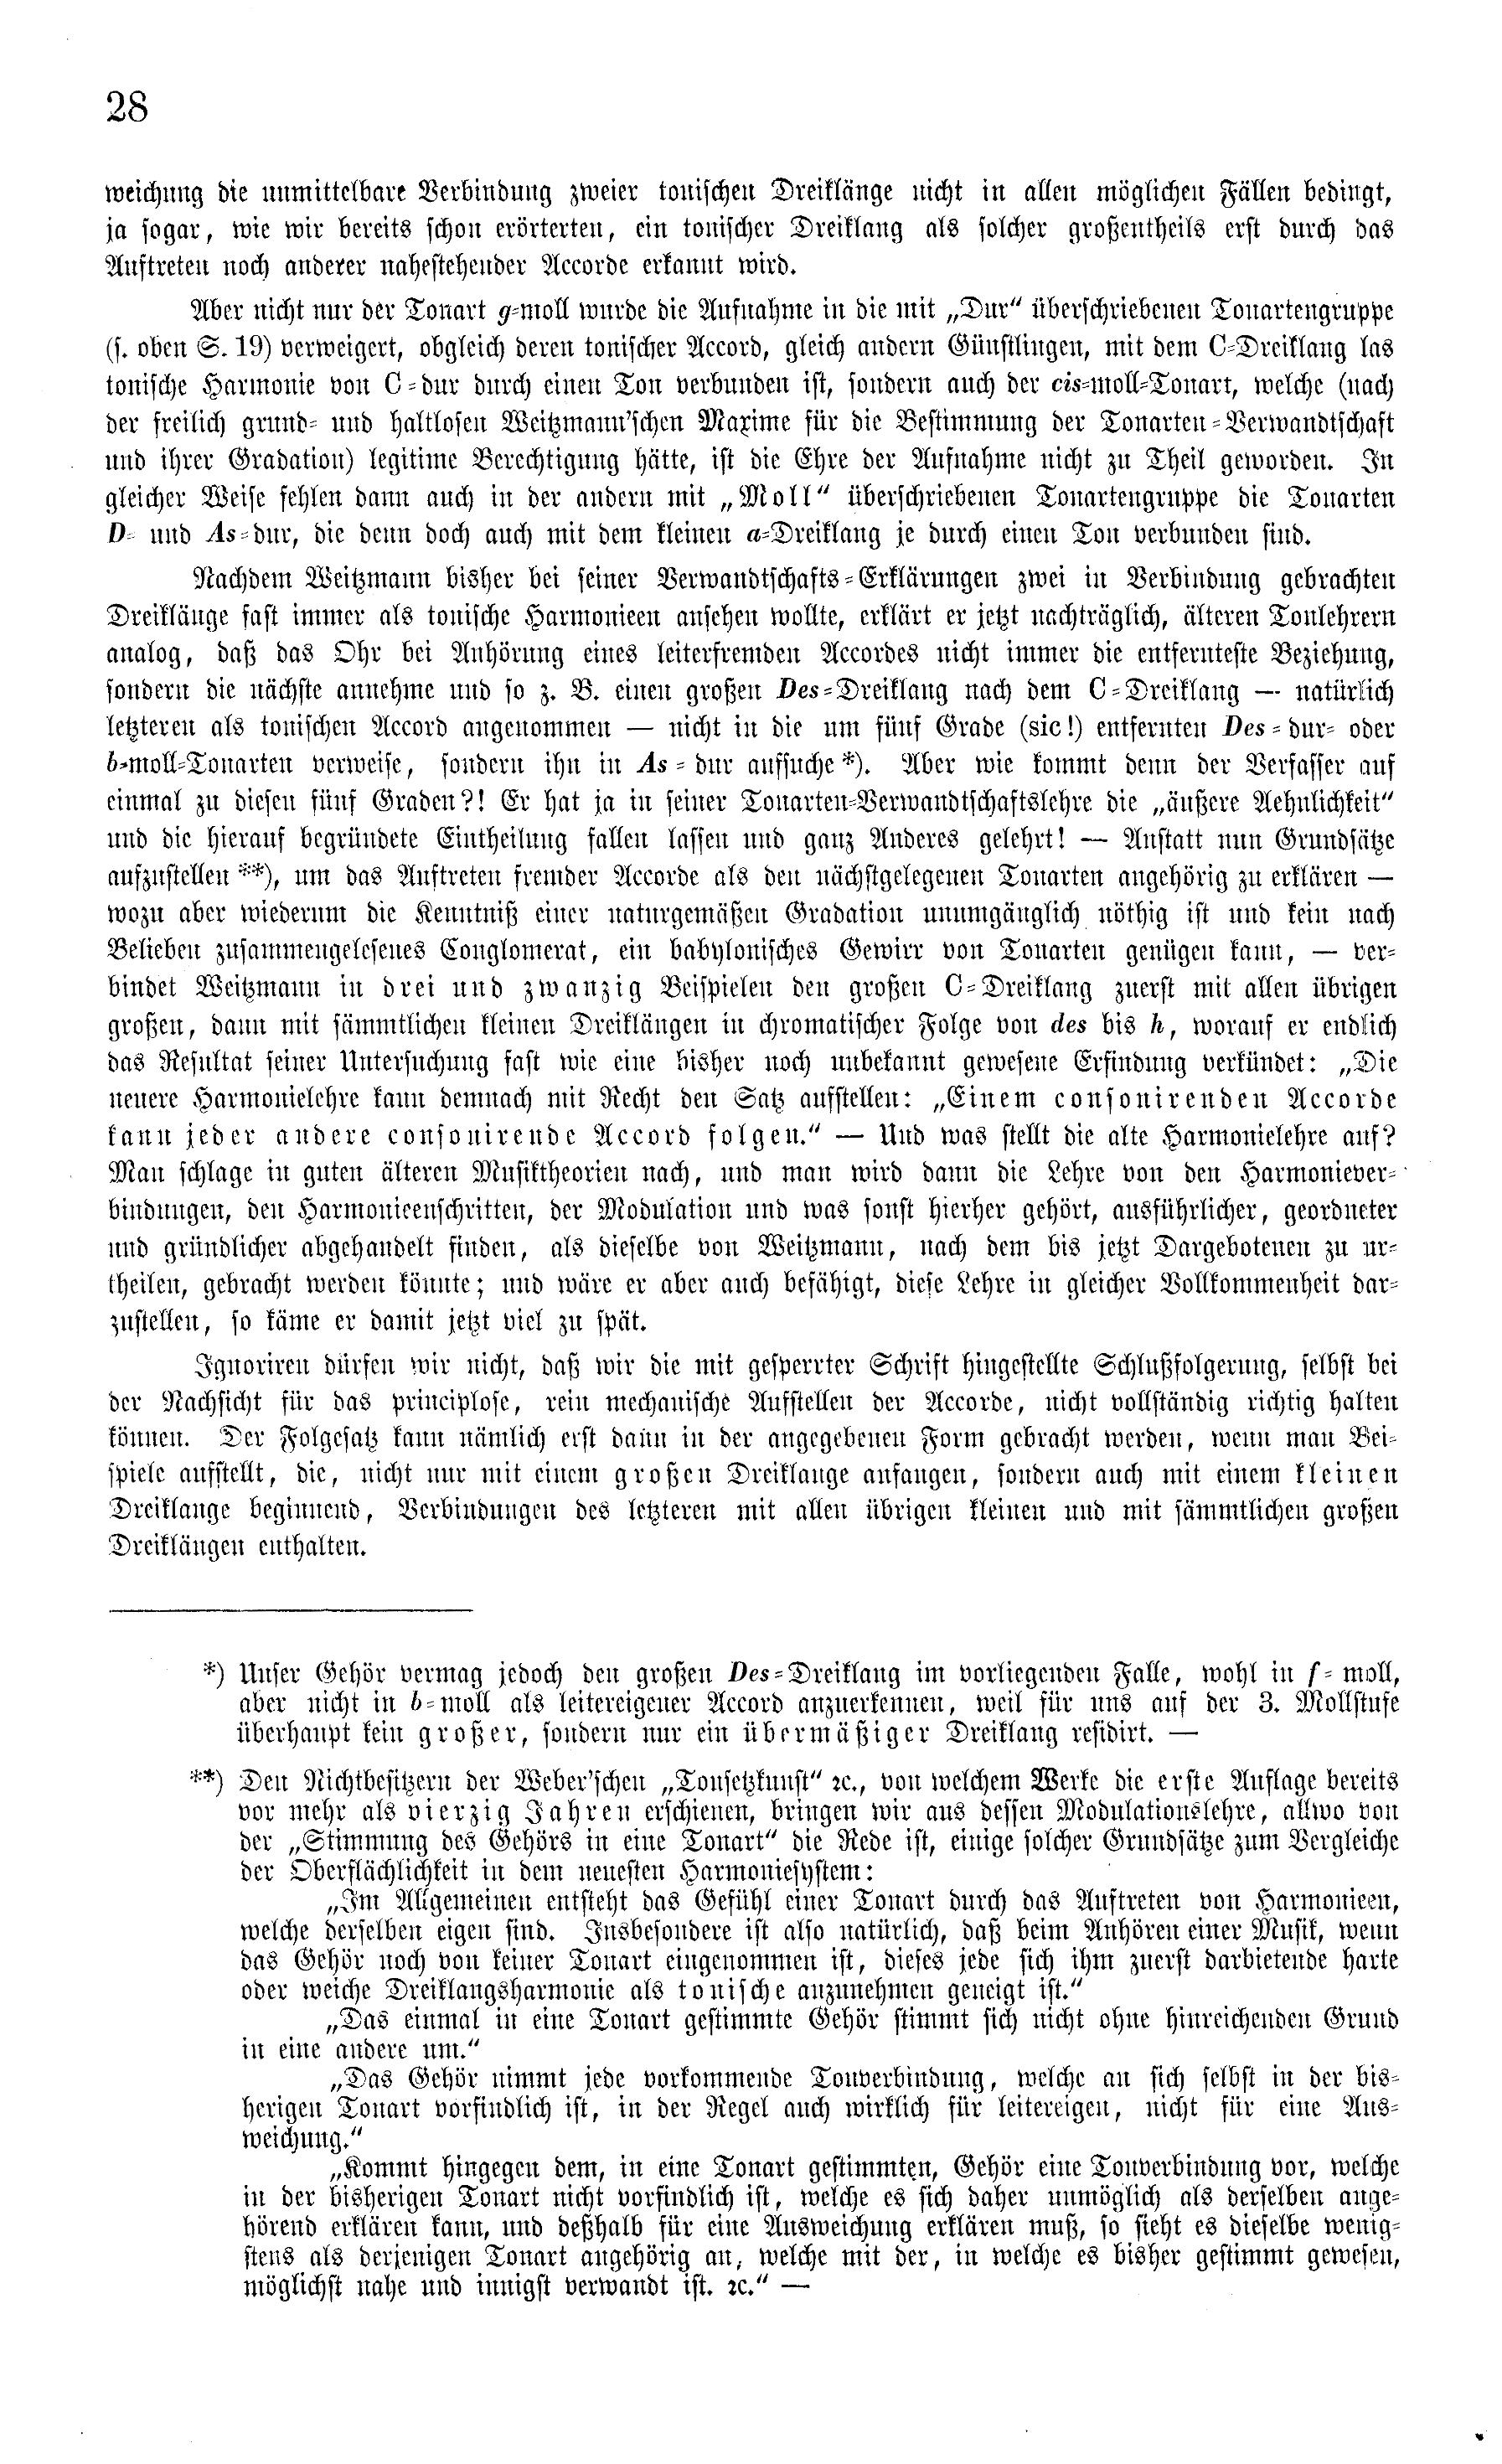 28
weichung die unmittelbare Verbindung zweier tonischen Dreiklänge nicht in allen möglichen Fällen bedingt,
ja sogar, wie wir bereits schon erörterten, ein tonischer Dreiklang als solcher großentheils erst durch das
Auftreten noch anderer nahestehender Accorde erkannt wird.
Aber nicht nur der Tonart g=moll wurde die Aufnahme in die mit „Dur“ überschriebenen Tonartengruppe
(s. oben S. 19) verweigert, obgleich deren tonischer Accord, gleich andern Günstlingen, mit dem C=Dreiklang las
tonische Harmonie von C=dur durch einen Ton verbunden ist, sondern auch der cis=moll=Tonart, welche (nach
der freilich grund= und haltlosen Weitzmann'schen Maxime für die Bestimmung der Tonarten=Verwandtschaft
und ihrer Gradation) legitime Berechtigung hätte, ist die Ehre der Aufnahme nicht zu Theil geworden. In
gleicher Weise fehlen dann auch in der andern mit „Moll“ überschriebenen Tonartengruppe die Tonarten
D= und As=dur, die denn doch auch mit dem kleinen a=Dreiklang je durch einen Ton verbunden sind.
Nachdem Weitzmann bisher bei seiner Verwandtschafts=Erklärungen zwei in Verbindung gebrachten
Dreiklänge fast immer als tonische Harmonieen ansehen wollte, erklärt er jetzt nachträglich, älteren Tonlehrern
analog, daß das Ohr bei Anhörung eines leiterfremden Accordes nicht immer die entfernteste Beziehung,
sondern die nächste annehme und so z. B. einen großen Des=Dreiklang nach dem C=Dreiklang — natürlich
letzteren als tonischen Accord angenommen — nicht in die um fünf Grade (sic!) entfernten Des=dur= oder
b=moll=Tonarten verweise, sondern ihn in As=dur aufsuche*). Aber wie kommt denn der Verfasser auf
einmal zu diesen fünf Graden?! Er hat ja in seiner Tonarten=Verwandtschaftslehre die „äußere Aehnlichkeit“
und die hierauf begründete Eintheilung fallen lassen und ganz Anderes gelehrt! — Anstatt nun Grundsätze
aufzustellen**), um das Auftreten fremder Accorde als den nächstgelegenen Tonarten angehörig zu erklären —
wozu aber wiederum die Kenntniß einer naturgemäßen Gradation unumgänglich nöthig ist und kein nach
Belieben zusammengelesenes Conglomerat, ein babylonisches Gewirr von Tonarten genügen kann, — ver=
bindet Weitzmann in drei und zwanzig Beispielen den großen C=Dreiklang zuerst mit allen übrigen
großen, dann mit sämmtlichen kleinen Dreiklängen in chromatischer Folge von des bis h, worauf er endlich
das Resultat seiner Untersuchung fast wie eine bisher noch unbekannt gewesene Erfindung verkündet: „Die
neuere Harmonielehre kann demnach mit Recht den Satz aufstellen: „Einem consonirenden Accorde
kann jeder andere consonirende Accord folgen.“ — Und was stellt die alte Harmonielehre auf?
Man schlage in guten älteren Musiktheorien nach, und man wird dann die Lehre von den Harmoniever=
bindungen, den Harmonieenschritten, der Modulation und was sonst hierher gehört, ausführlicher, geordneter
und gründlicher abgehandelt finden, als dieselbe von Weitzmann, nach dem bis jetzt Dargebotenen zu ur=
theilen, gebracht werden könnte; und wäre er aber auch befähigt, diese Lehre in gleicher Vollkommenheit dar=
zustellen, so käme er damit jetzt viel zu spät.
Ignoriren dürfen wir nicht, daß wir die mit gesperrter Schrift hingestellte Schlußfolgerung, selbst bei
der Nachsicht für das principlose, rein mechanische Aufstellen der Accorde, nicht vollständig richtig halten
können. Der Folgesatz kann nämlich erst dann in der angegebenen Form gebracht werden, wenn man Bei=
spiele aufstellt, die, nicht nur mit einem großen Dreiklange anfangen, sondern auch mit einem kleinen
Dreiklange beginnend, Verbindungen des letzteren mit allen übrigen kleinen und mit sämmtlichen großen
Dreiklängen enthalten.
*) Unser Gehör vermag jedoch den großen Des=Dreiklang im vorliegenden Falle, wohl in f=moll,
aber nicht in b=moll als leitereigener Accord anzuerkennen, weil für uns auf der 3. Mollstufe
überhaupt kein großer, sondern nur ein übermäßiger Dreiklang residirt. —
**) Den Nichtbesitzern der Weber'schen „Tonsetzkunst“ ꝛc., von welchem Werke die erste Auflage bereits
vor mehr als vierzig Jahren erschienen, bringen wir aus dessen Modulationslehre, allwo von
der „Stimmung des Gehörs in eine Tonart“ die Rede ist, einige solcher Grundsätze zum Vergleiche
der Oberflächlichkeit in dem neuesten Harmoniesystem:
„Im Allgemeinen entsteht das Gefühl einer Tonart durch das Auftreten von Harmonieen,
welche derselben eigen sind. Insbesondere ist also natürlich, daß beim Anhören einer Musik, wenn
das Gehör noch von keiner Tonart eingenommen ist, dieses jede sich ihm zuerst darbietende harte
oder weiche Dreiklangsharmonie als tonische anzunehmen geneigt ist.“
„Das einmal in eine Tonart gestimmte Gehör stimmt sich nicht ohne hinreichenden Grund
in eine andere um.“
„Das Gehör nimmt jede vorkommende Tonverbindung, welche an sich selbst in der bis=
herigen Tonart vorfindlich ist, in der Regel auch wirklich für leitereigen, nicht für eine Aus=
weichung.“
„Kommt hingegen dem, in eine Tonart gestimmten, Gehör eine Tonverbindung vor, welche
in der bisherigen Tonart nicht vorfindlich ist, welche es sich daher unmöglich als derselben ange=
hörend erklären kann, und deßhalb für eine Ausweichung erklären muß, so sieht es dieselbe wenig=
stens als derjenigen Tonart angehörig an, welche mit der, in welche es bisher gestimmt gewesen,
möglichst nahe und innigst verwandt ist. ꝛc.“ —